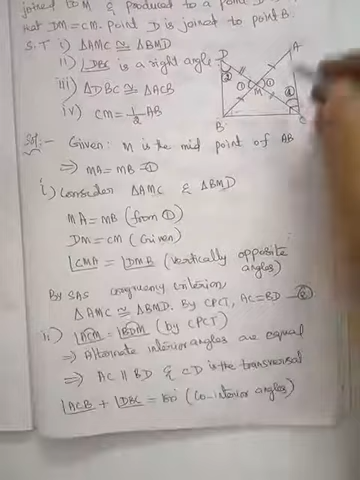 joined to M & produced to a point D
that DM=CM. Point D is joined to point B.
S.T i) ΔAMC ≅ ΔBMD
ii) ∠DBC is a right angle
iii) ΔDBC ≅ ΔACB
iv) CM=1/2 AB
D
A
M
B
C
Sol:- Given: M is the mid point of AB
⇒ MA=MB-①
i) Consider ΔAMC & ΔBMD
MA=MB (from ①)
DM=CM (Given)
∠CMA = ∠DMB (Vertically opposite angles)
By SAS congruency criterion
ΔAMC ≅ ΔBMD. By CPCT, AC=BD -②
ii) ∠ACM = ∠BDM (by CPCT)
⇒ Alternate interior angles are equal
⇒ AC || BD & CD is the transversal
∠ACB + ∠DBC = 180 (Co-interior angles)